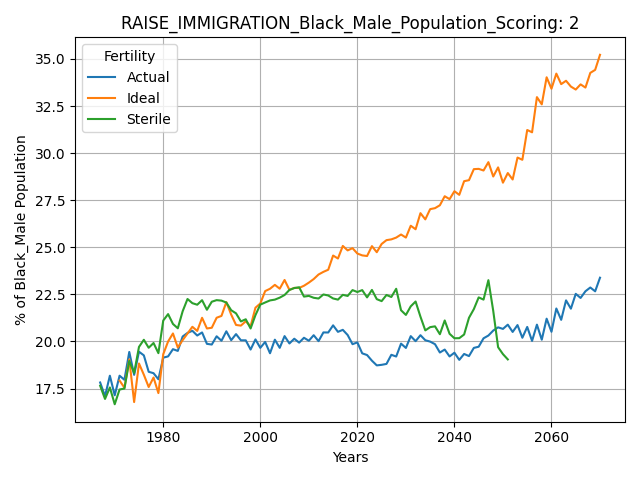 RAISE_IMMIGRATION_Black_Male_Population_Scoring: 2
Fertility
Actual
Ideal
Sterile
% of Black_Male Population
35.0
32.5
30.0
27.5
25.0
22.5
20.0
17.5
1980 2000 2020 2040 2060
Years